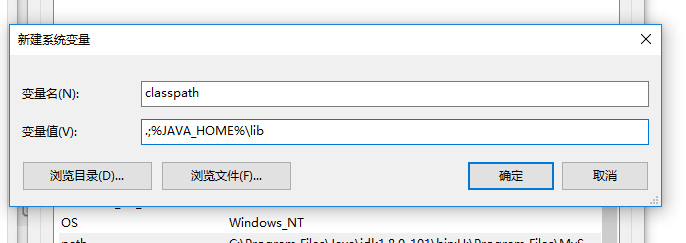 新建系统变量
变量名(N):
classpath
变量值(V):
.;%JAVA_HOME%\lib
浏览目录(D)...
浏览文件(F)...
确定
取消
OS
Windows_NT